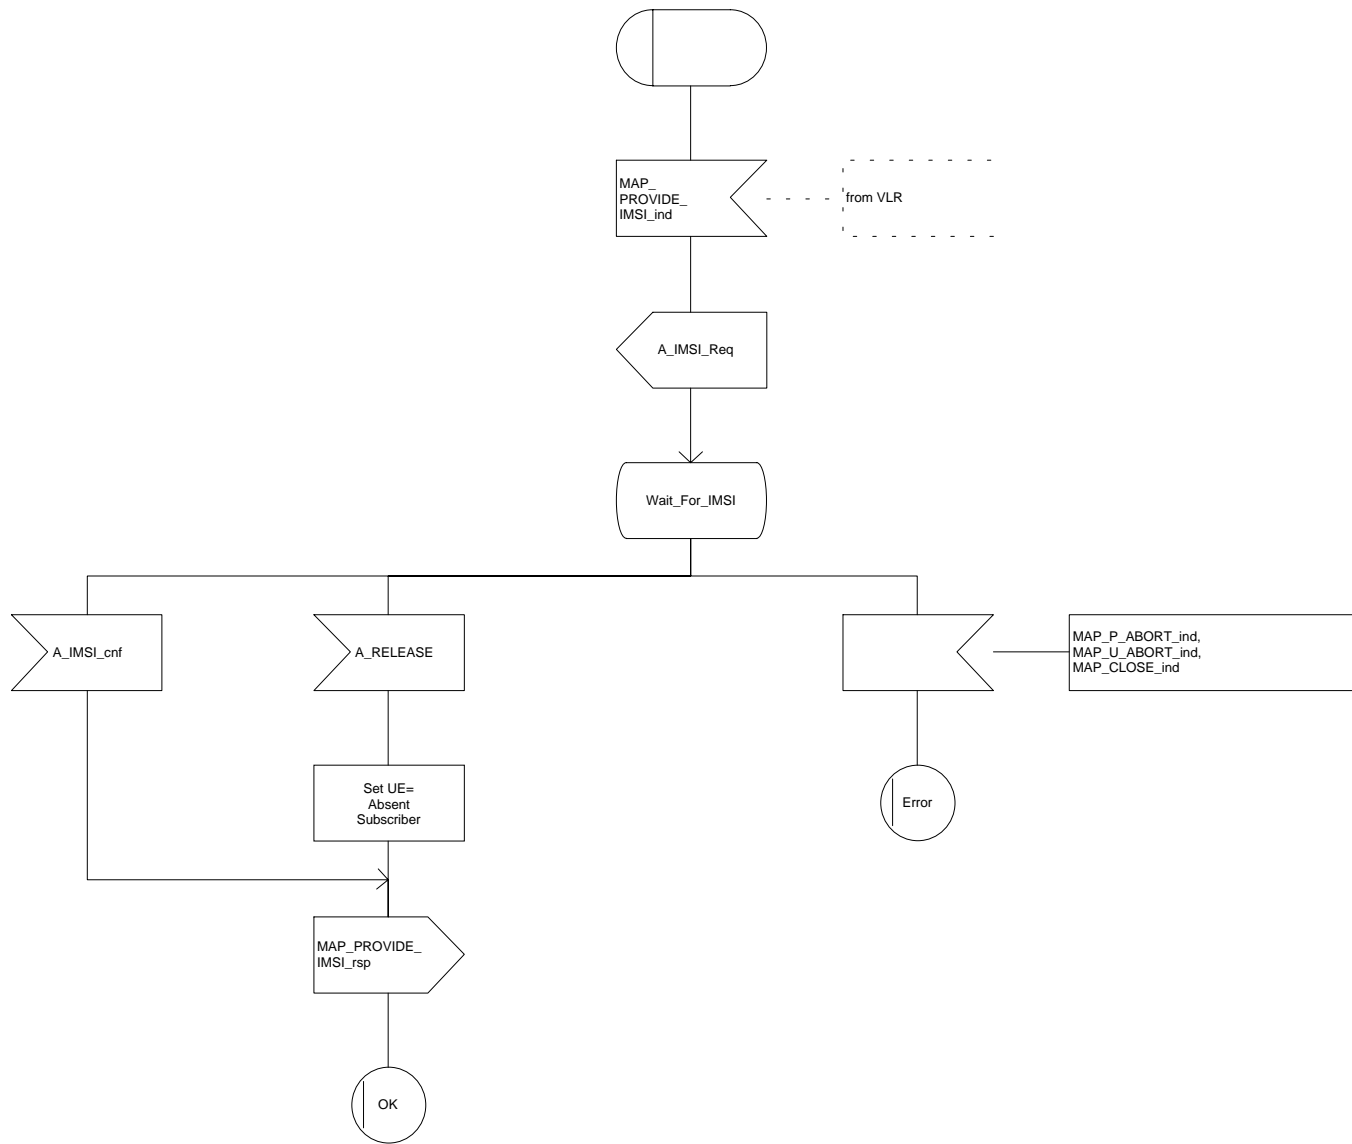 MAP_
PROVIDE_
IMSI_ind
from VLR
A_IMSI_Req
Wait_For_IMSI
A_IMSI_cnf
A_RELEASE
MAP_P_ABORT_ind,
MAP_U_ABORT_ind,
MAP_CLOSE_ind
Set UE=
Absent
Subscriber
Error
MAP_PROVIDE_
IMSI_rsp
OK